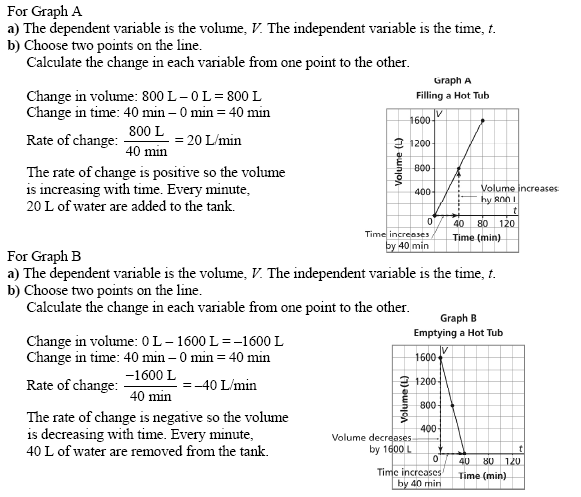 For Graph A
a) The dependent variable is the volume, V. The independent variable is the time, t.
b) Choose two points on the line.
Calculate the change in each variable from one point to the other.
Change in volume: 800 L – 0 L = 800 L
Change in time: 40 min – 0 min = 40 min
Rate of change: 800 L / 40 min = 20 L/min
The rate of change is positive so the volume
is increasing with time. Every minute,
20 L of water are added to the tank.
Graph A
Filling a Hot Tub
V
1600
1200
800
400
0
Volume (L)
Volume increases
by 800 L
t
40 80 120
Time increases
by 40 min
Time (min)
For Graph B
a) The dependent variable is the volume, V. The independent variable is the time, t.
b) Choose two points on the line.
Calculate the change in each variable from one point to the other.
Change in volume: 0 L – 1600 L = –1600 L
Change in time: 40 min – 0 min = 40 min
Rate of change: –1600 L / 40 min = –40 L/min
The rate of change is negative so the volume
is decreasing with time. Every minute,
40 L of water are removed from the tank.
Graph B
Emptying a Hot Tub
V
1600
1200
800
400
0
Volume (L)
Volume decreases
by 1600 L
t
40 80 120
Time increases
by 40 min
Time (min)